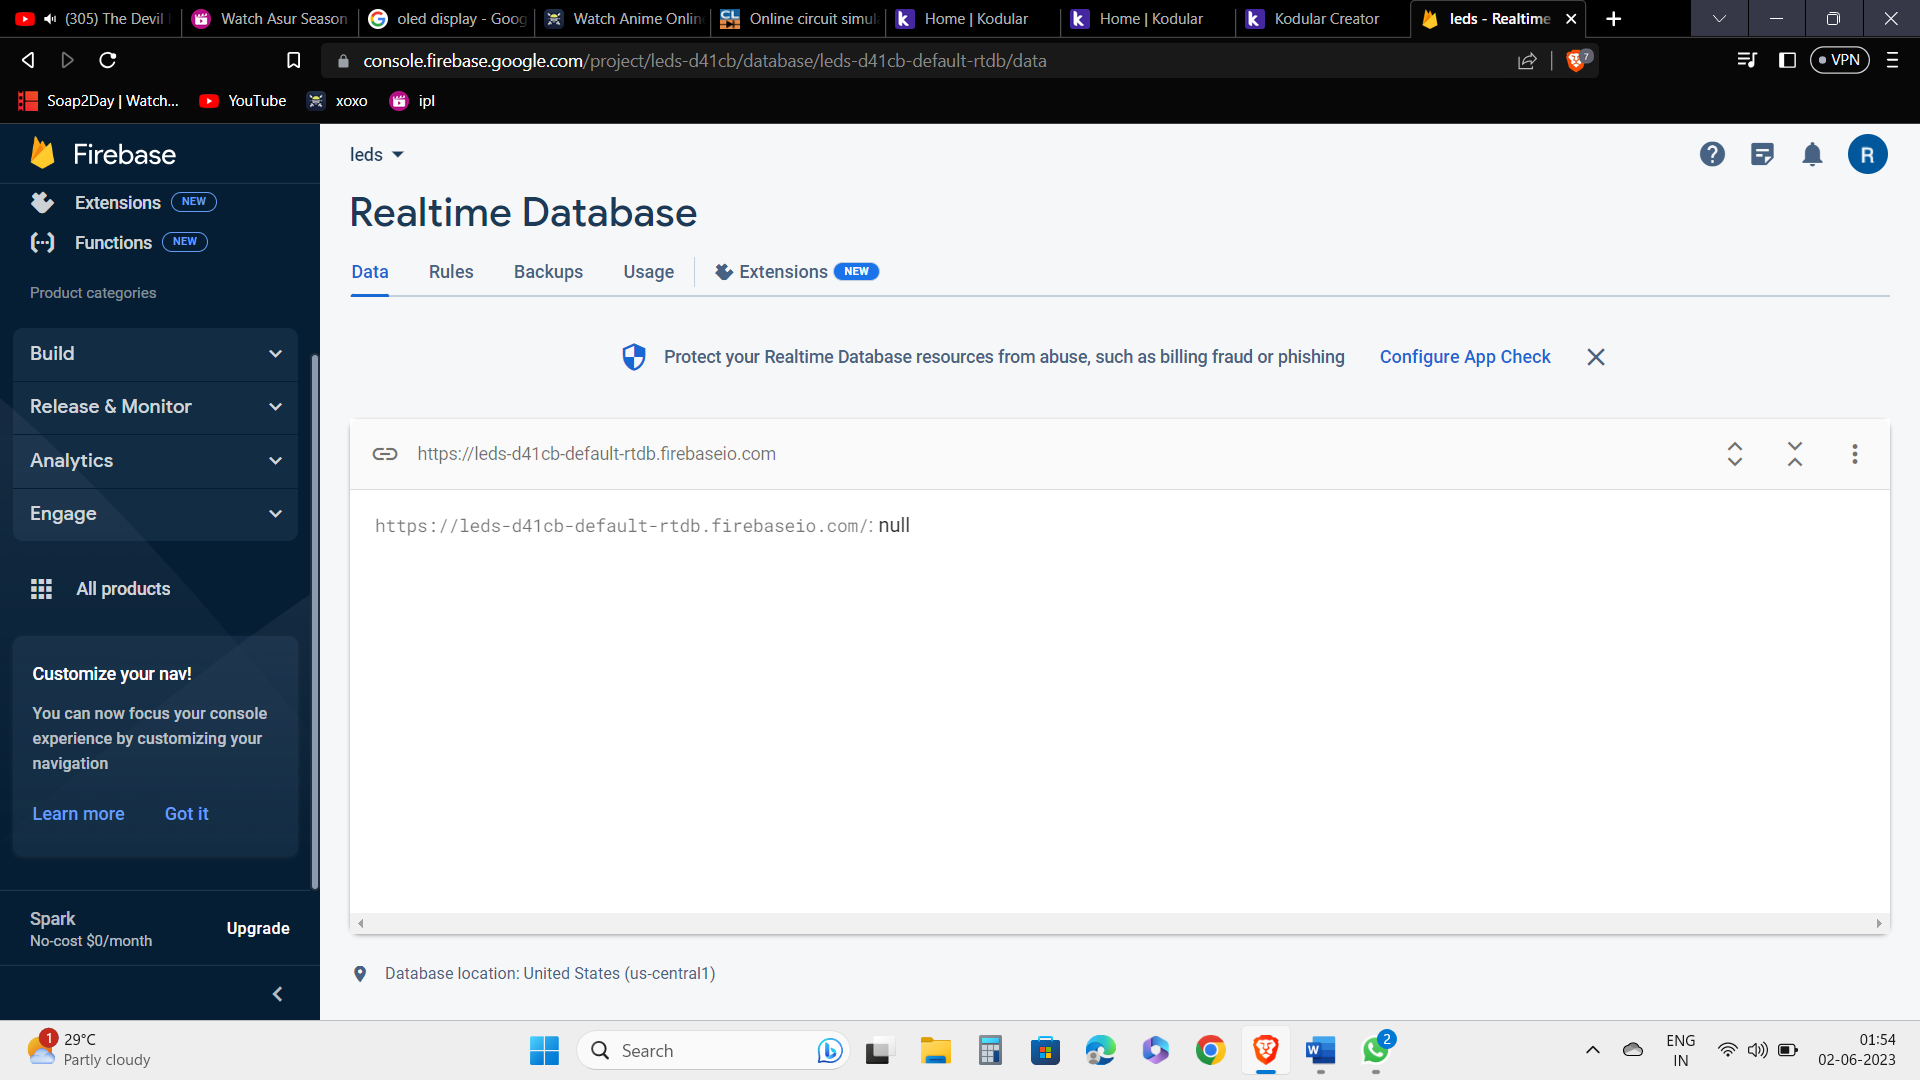 (305) The Devil
Watch Asur Season
oled display - Goog
Watch Anime Onlin
Online circuit simula
Home | Kodular
Home | Kodular
Kodular Creator
leds - Realtime
console.firebase.google.com/project/leds-d41cb/database/leds-d41cb-default-rtdb/data
7
VPN
Soap2Day | Watch...
YouTube
xoxo
ipl
Firebase
Extensions NEW
Functions NEW
Product categories
Build
Release & Monitor
Analytics
Engage
All products
Customize your nav!
You can now focus your console
experience by customizing your
navigation
Learn more Got it
Spark
No-cost $0/month
Upgrade
leds
R
Realtime Database
Data Rules Backups Usage Extensions NEW
Protect your Realtime Database resources from abuse, such as billing fraud or phishing Configure App Check
https://leds-d41cb-default-rtdb.firebaseio.com
https://leds-d41cb-default-rtdb.firebaseio.com/: null
Database location: United States (us-central1)
1
29°C
Partly cloudy
Search
2
ENG
IN
01:54
02-06-2023